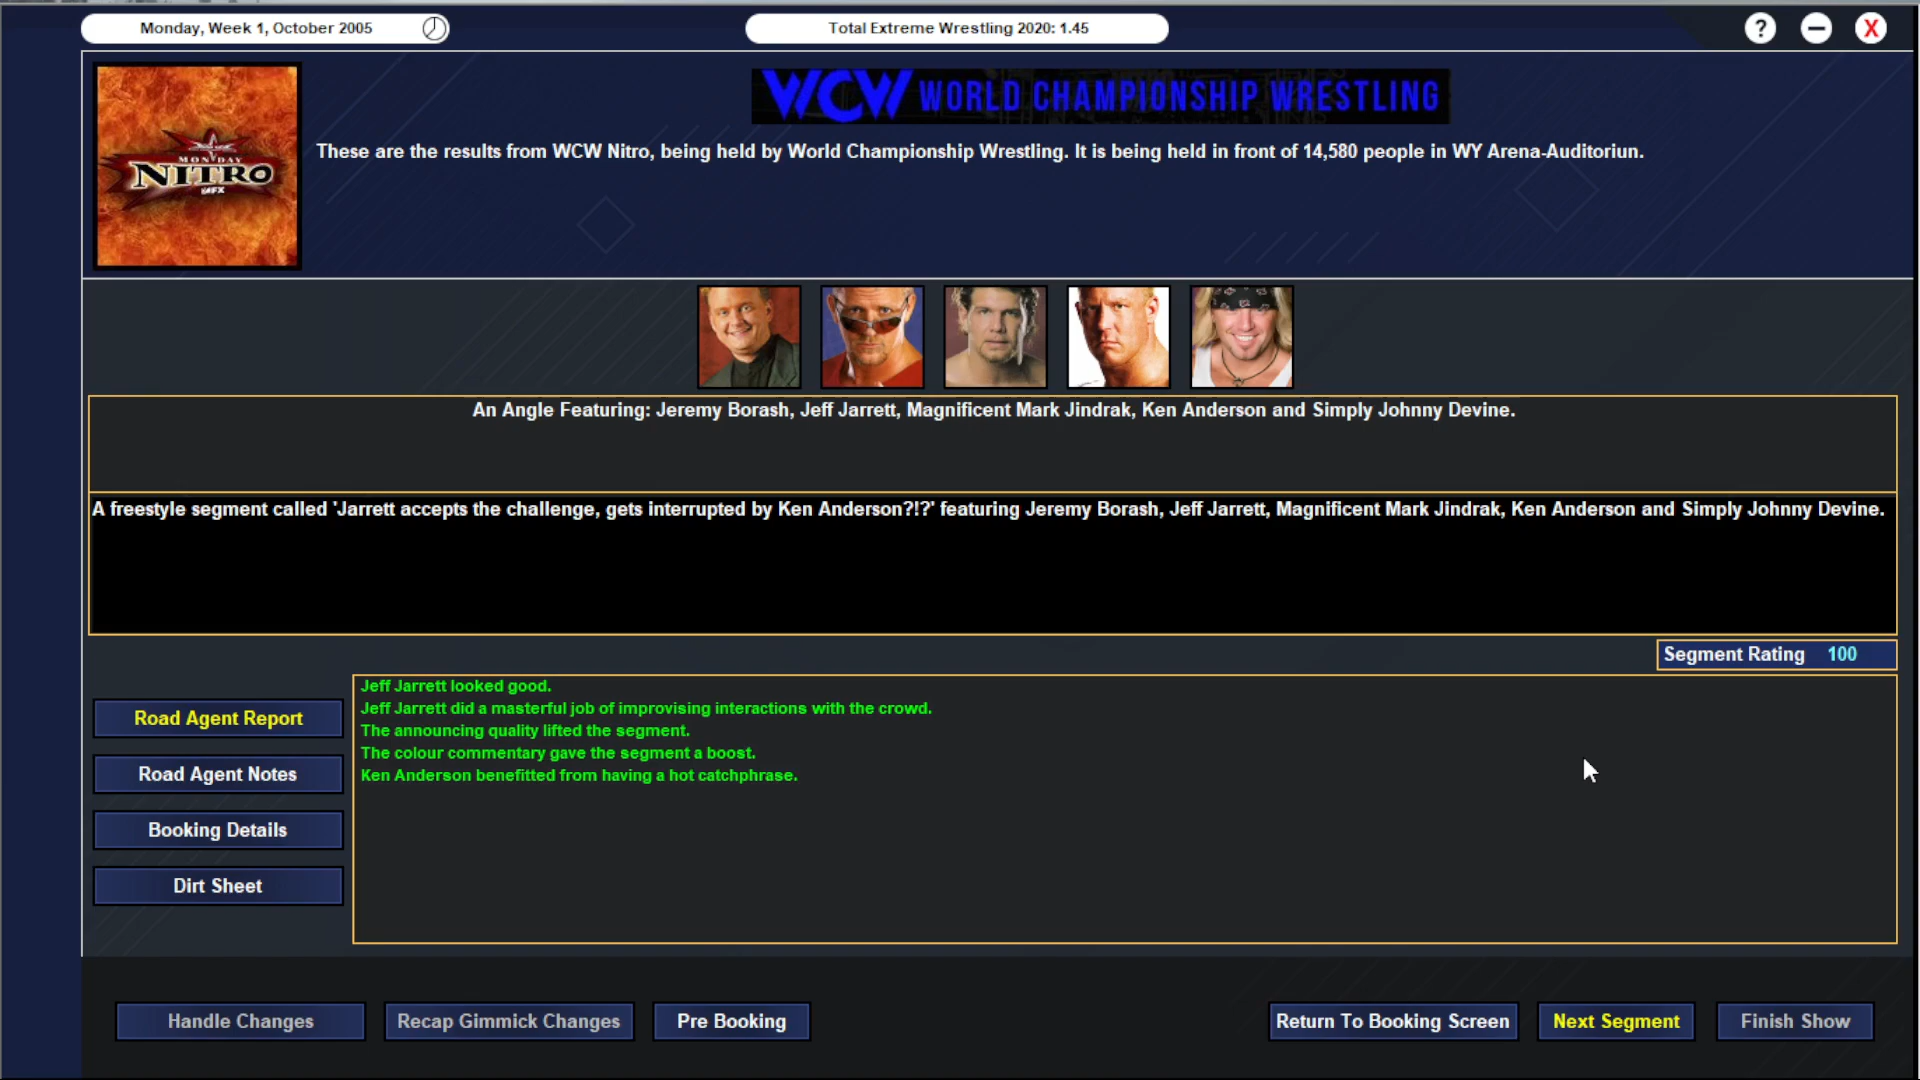 Monday, Week 1, October 2005
Total Extreme Wrestling 2020: 1.45
?
X
MONDAY
NITRO
WCW WORLD CHAMPIONSHIP WRESTLING
These are the results from WCW Nitro, being held by World Championship Wrestling. It is being held in front of 14,580 people in WY Arena-Auditoriun.
An Angle Featuring: Jeremy Borash, Jeff Jarrett, Magnificent Mark Jindrak, Ken Anderson and Simply Johnny Devine.
A freestyle segment called 'Jarrett accepts the challenge, gets interrupted by Ken Anderson?!?' featuring Jeremy Borash, Jeff Jarrett, Magnificent Mark Jindrak, Ken Anderson and Simply Johnny Devine.
Segment Rating 100
Road Agent Report
Road Agent Notes
Booking Details
Dirt Sheet
Jeff Jarrett looked good.
Jeff Jarrett did a masterful job of improvising interactions with the crowd.
The announcing quality lifted the segment.
The colour commentary gave the segment a boost.
Ken Anderson benefitted from having a hot catchphrase.
Handle Changes
Recap Gimmick Changes
Pre Booking
Return To Booking Screen
Next Segment
Finish Show